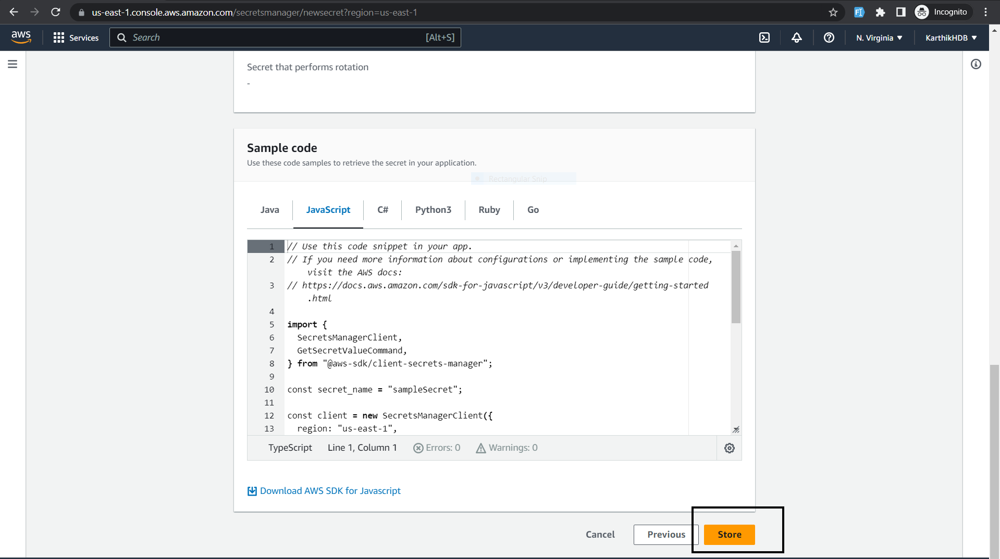 us-east-1.console.aws.amazon.com/secretsmanager/newsecret?region=us-east-1
Incognito
aws
Services
Search
[Alt+S]
N. Virginia
KarthikHDB
Secret that performs rotation
-
Sample code
Use these code samples to retrieve the secret in your application.
Rectangular Snip
Java
JavaScript
C#
Python3
Ruby
Go
1 // Use this code snippet in your app.
2 // If you need more information about configurations or implementing the sample code,
visit the AWS docs:
3 // https://docs.aws.amazon.com/sdk-for-javascript/v3/developer-guide/getting-started
.html
4
5 import {
6 SecretsManagerClient,
7 GetSecretValueCommand,
8 } from "@aws-sdk/client-secrets-manager";
9
10 const secret_name = "sampleSecret";
11
12 const client = new SecretsManagerClient({
13 region: "us-east-1",
TypeScript
Line 1, Column 1
Errors: 0
Warnings: 0
Download AWS SDK for Javascript
Cancel
Previous
Store